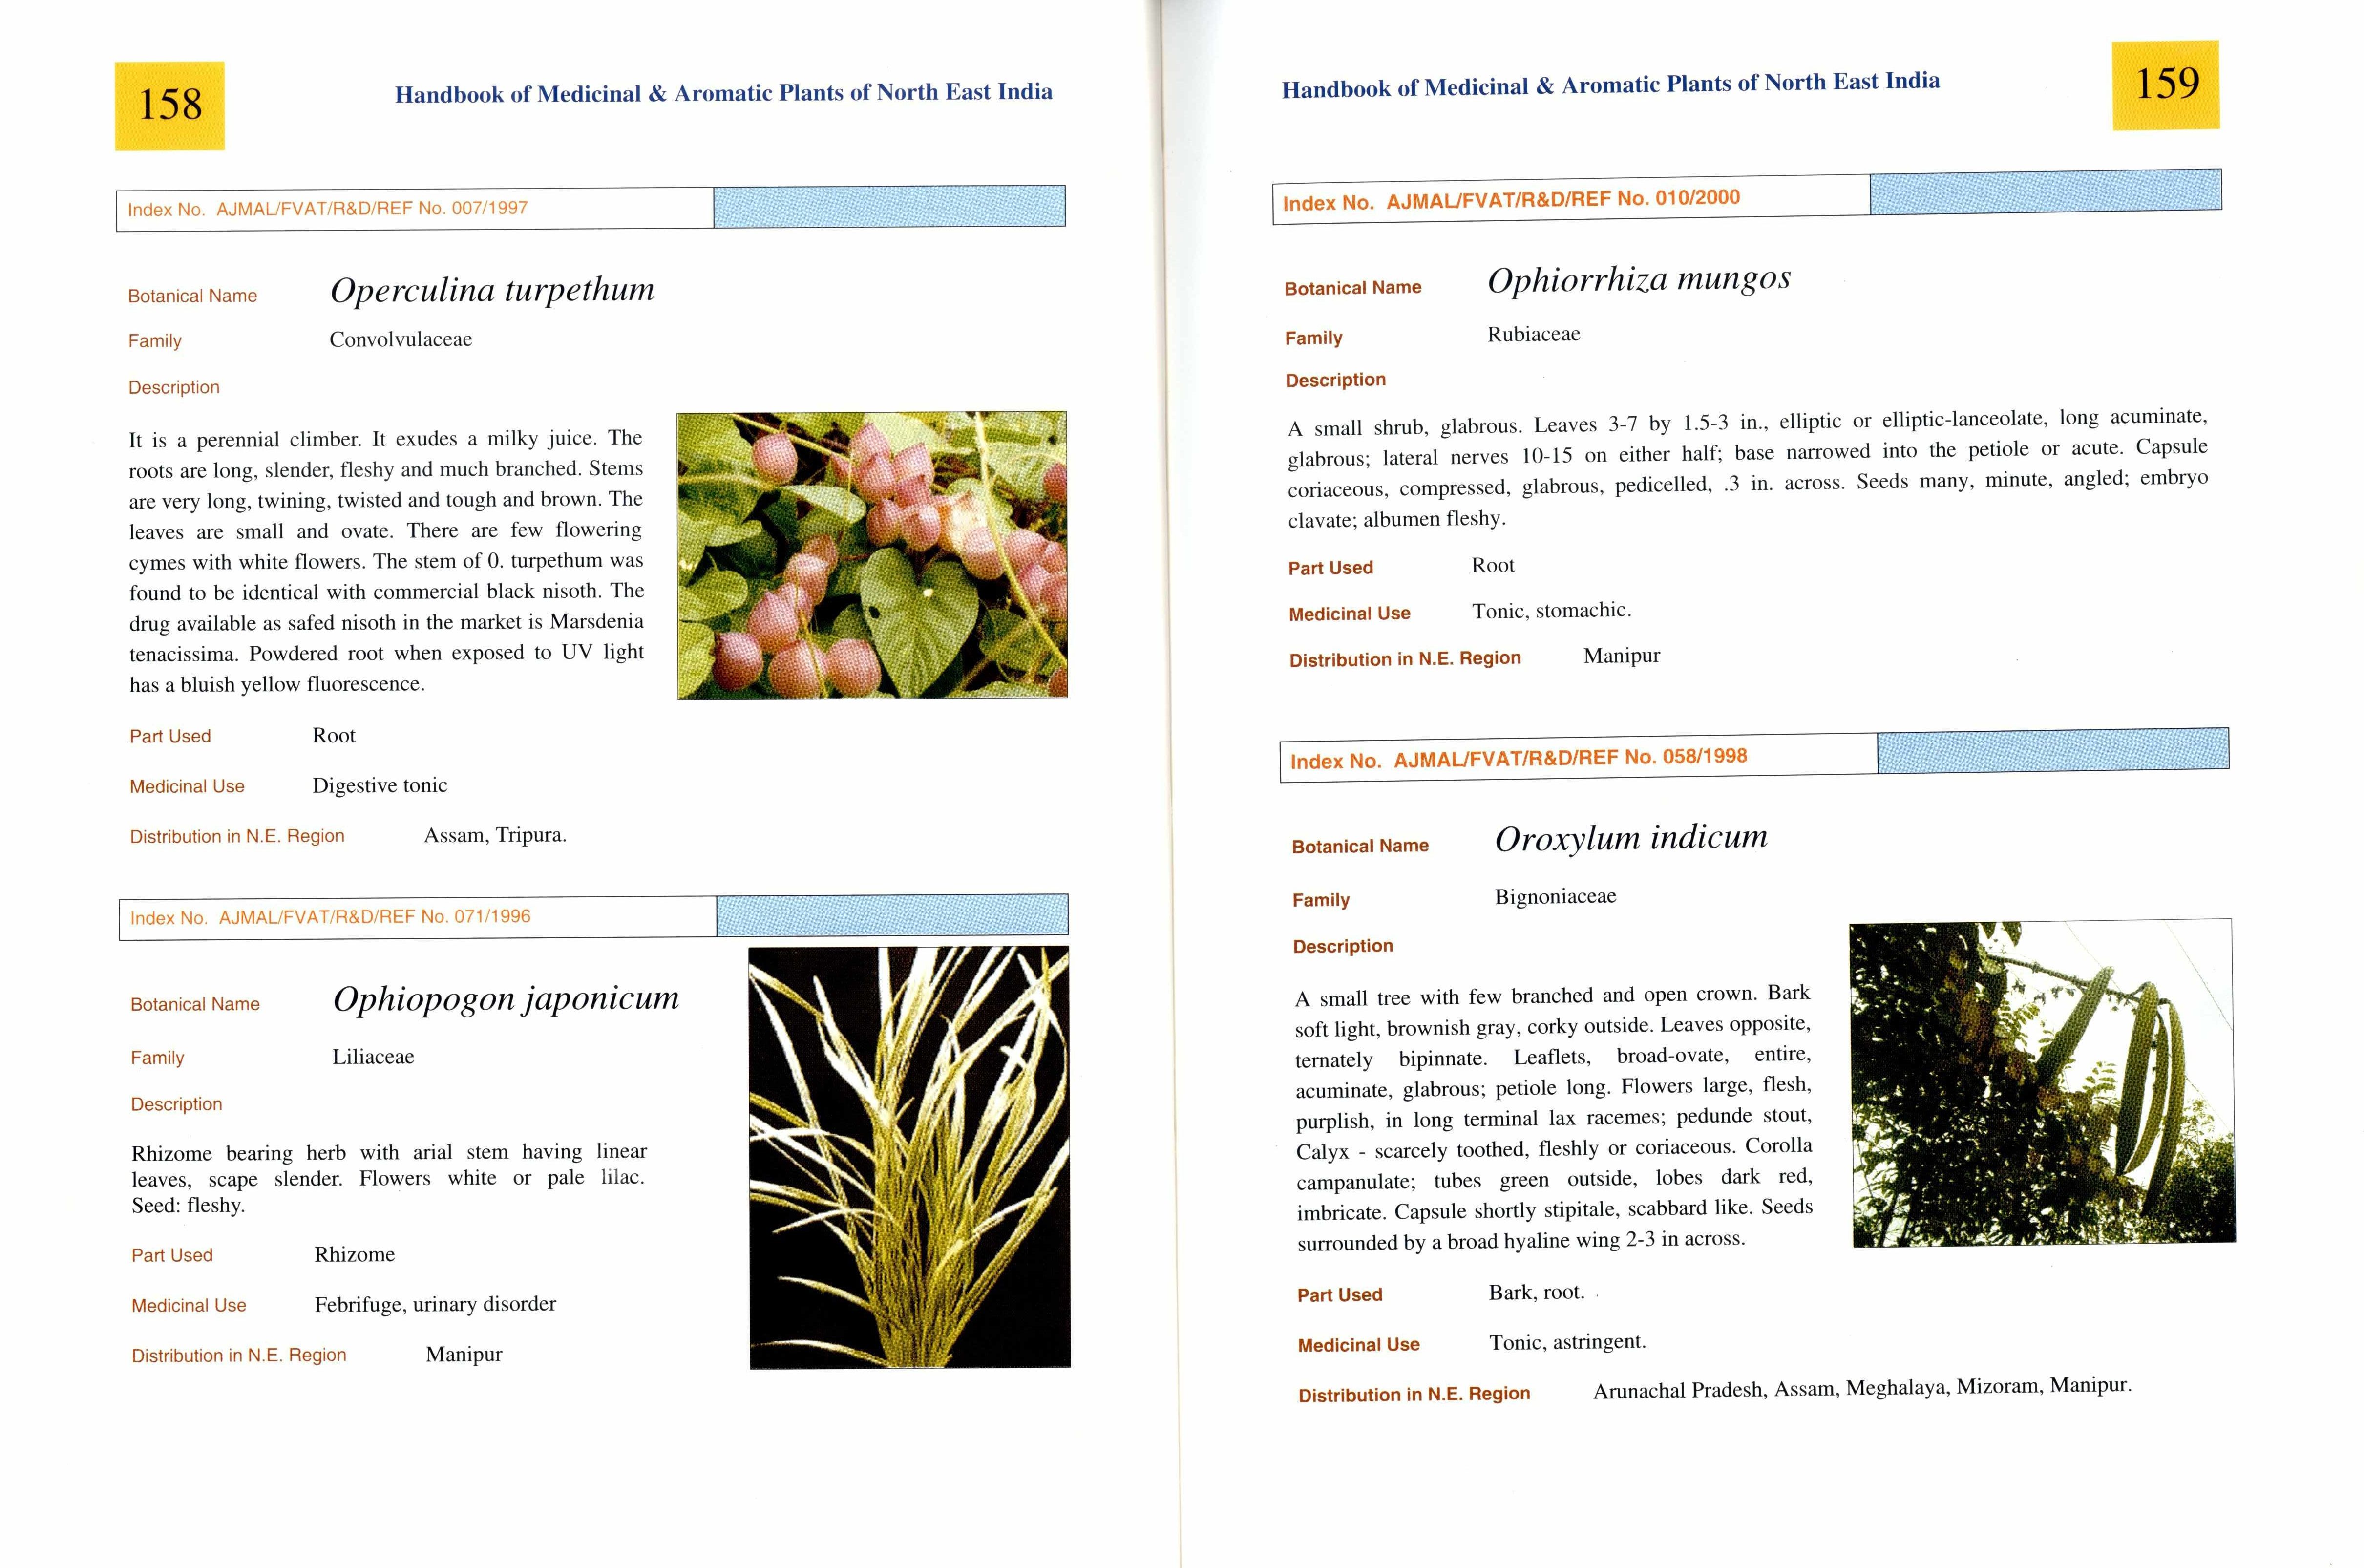 158
Handbook of Medicinal & Aromatic Plants of North East India
Index No. AJMAL/FVAT/R&D/REF No. 007/1997
Botanical Name Operculina turpethum
Family Convolvulaceae
Description
It is a perennial climber. It exudes a milky juice. The
roots are long, slender, fleshy and much branched. Stems
are very long, twining, twisted and tough and brown. The
leaves are small and ovate. There are few flowering
cymes with white flowers. The stem of 0. turpethum was
found to be identical with commercial black nisoth. The
drug available as safed nisoth in the market is Marsdenia
tenacissima. Powdered root when exposed to UV light
has a bluish yellow fluorescence.
Part Used Root
Medicinal Use Digestive tonic
Distribution in N.E. Region Assam, Tripura.
Index No. AJMAL/FVAT/R&D/REF No. 071/1996
Botanical Name Ophiopogon japonicum
Family Liliaceae
Description
Rhizome bearing herb with arial stem having linear
leaves, scape slender. Flowers white or pale lilac.
Seed: fleshy.
Part Used Rhizome
Medicinal Use Febrifuge, urinary disorder
Distribution in N.E. Region Manipur
Handbook of Medicinal & Aromatic Plants of North East India
159
Index No. AJMAL/FVAT/R&D/REF No. 010/2000
Botanical Name Ophiorrhiza mungos
Family Rubiaceae
Description
A small shrub, glabrous. Leaves 3-7 by 1.5-3 in., elliptic or elliptic-lanceolate, long acuminate,
glabrous; lateral nerves 10-15 on either half; base narrowed into the petiole or acute. Capsule
coriaceous, compressed, glabrous, pedicelled, .3 in. across. Seeds many, minute, angled; embryo
clavate; albumen fleshy.
Part Used Root
Medicinal Use Tonic, stomachic.
Distribution in N.E. Region Manipur
Index No. AJMAL/FVAT/R&D/REF No. 058/1998
Botanical Name Oroxylum indicum
Family Bignoniaceae
Description
A small tree with few branched and open crown. Bark
soft light, brownish gray, corky outside. Leaves opposite,
ternately bipinnate. Leaflets, broad-ovate, entire,
acuminate, glabrous; petiole long. Flowers large, flesh,
purplish, in long terminal lax racemes; pedunde stout,
Calyx - scarcely toothed, fleshly or coriaceous. Corolla
campanulate; tubes green outside, lobes dark red,
imbricate. Capsule shortly stipitale, scabbard like. Seeds
surrounded by a broad hyaline wing 2-3 in across.
Part Used Bark, root.
Medicinal Use Tonic, astringent.
Distribution in N.E. Region Arunachal Pradesh, Assam, Meghalaya, Mizoram, Manipur.